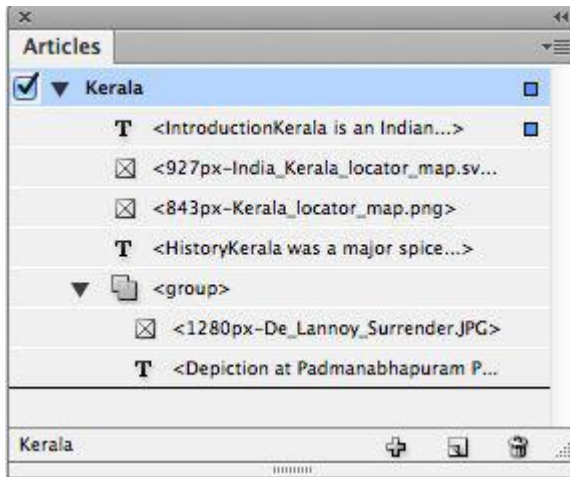 Articles
Kerala
T <IntroductionKerala is an Indian...>
<927px-India_Kerala_locator_map.sv...
<843px-Kerala_locator_map.png>
T <HistoryKerala was a major spice...>
<group>
<1280px-De_Lannoy_Surrender.JPG>
T <Depiction at Padmanabhapuram P...
Kerala